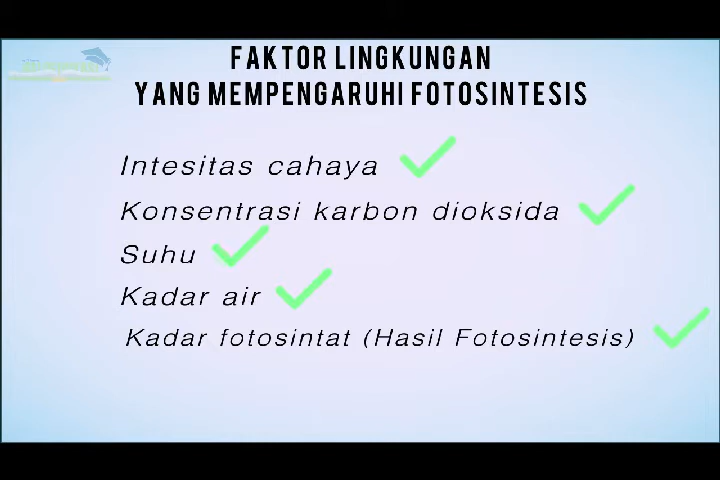 FAKTOR LINGKUNGAN
YANG MEMPENGARUHI FOTOSINTESIS
Intesitas cahaya
Konsentrasi karbon dioksida
Suhu
Kadar air
Kadar fotosintat (Hasil Fotosintesis)